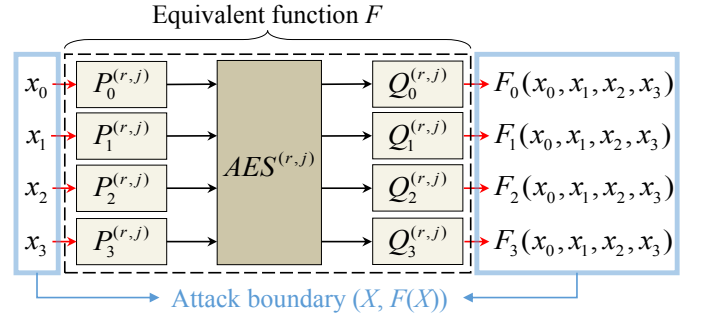 Equivalent function F
x₀ P₀⁽ʳ,ʲ⁾ Q₀⁽ʳ,ʲ⁾ F₀(x₀, x₁, x₂, x₃)
x₁ P₁⁽ʳ,ʲ⁾ Q₁⁽ʳ,ʲ⁾ F₁(x₀, x₁, x₂, x₃)
AES⁽ʳ,ʲ⁾
x₂ P₂⁽ʳ,ʲ⁾ Q₂⁽ʳ,ʲ⁾ F₂(x₀, x₁, x₂, x₃)
x₃ P₃⁽ʳ,ʲ⁾ Q₃⁽ʳ,ʲ⁾ F₃(x₀, x₁, x₂, x₃)
Attack boundary (X, F(X))